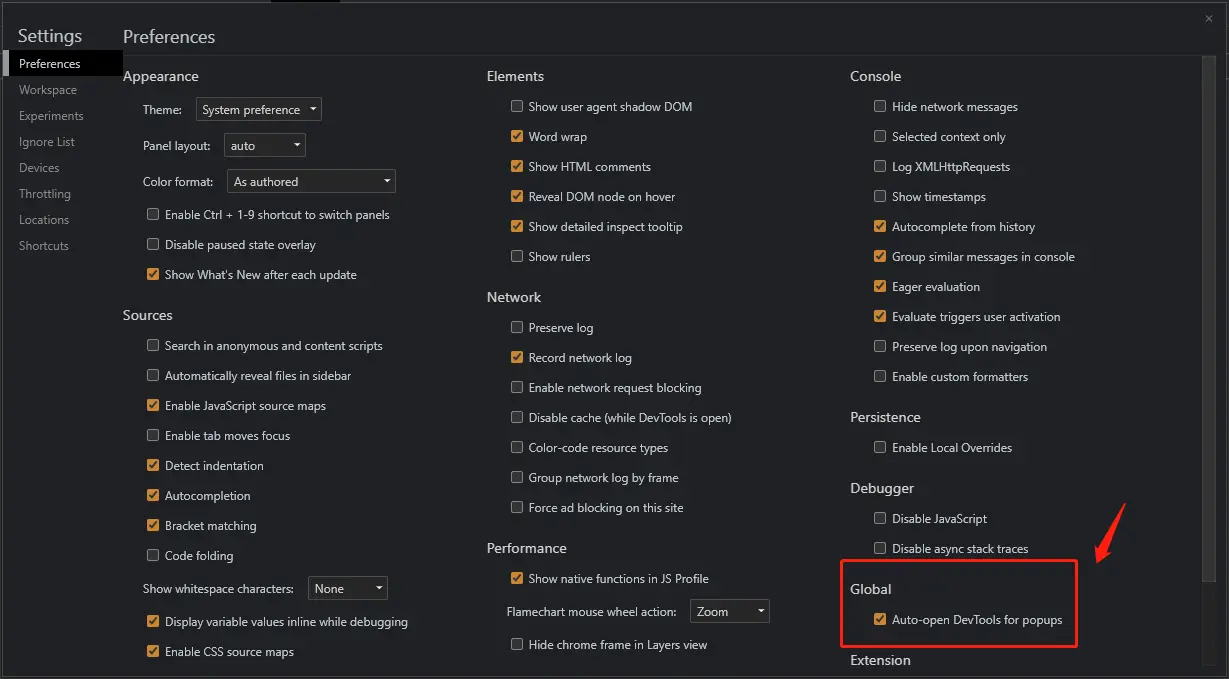 Settings
Preferences
Workspace
Experiments
Ignore List
Devices
Throttling
Locations
Shortcuts
Preferences
Appearance
Theme: System preference
Panel layout: auto
Color format: As authored
Enable Ctrl + 1-9 shortcut to switch panels
Disable paused state overlay
Show What's New after each update
Sources
Search in anonymous and content scripts
Automatically reveal files in sidebar
Enable JavaScript source maps
Enable tab moves focus
Detect indentation
Autocompletion
Bracket matching
Code folding
Show whitespace characters: None
Display variable values inline while debugging
Enable CSS source maps
Elements
Show user agent shadow DOM
Word wrap
Show HTML comments
Reveal DOM node on hover
Show detailed inspect tooltip
Show rulers
Network
Preserve log
Record network log
Enable network request blocking
Disable cache (while DevTools is open)
Color-code resource types
Group network log by frame
Force ad blocking on this site
Performance
Show native functions in JS Profile
Flamechart mouse wheel action: Zoom
Hide chrome frame in Layers view
Console
Hide network messages
Selected context only
Log XMLHttpRequests
Show timestamps
Autocomplete from history
Group similar messages in console
Eager evaluation
Evaluate triggers user activation
Preserve log upon navigation
Enable custom formatters
Persistence
Enable Local Overrides
Debugger
Disable JavaScript
Disable async stack traces
Global
Auto-open DevTools for popups
Extension